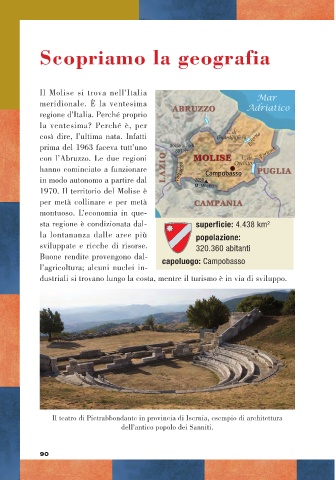 Scopriamo la geografia
Il Molise si trova nell'Italia
meridionale. È la ventesima
regione d'Italia. Perché proprio
la ventesima? Perché è, per
così dire, l'ultima nata. Infatti
prima del 1963 faceva tutt'uno
con l'Abruzzo. Le due regioni
hanno cominciato a funzionare
in modo autonomo a partire dal
1970. Il territorio del Molise è
per metà collinare e per metà
montuoso. L'economia in que-
sta regione è condizionata dal-
la lontananza dalle aree più
sviluppate e ricche di risorse.
Buone rendite provengono dal-
l'agricoltura; alcuni nuclei in-
dustriali si trovano lungo la costa, mentre il turismo è in via di sviluppo.
Mar
Adriatico
ABRUZZO
MOLISE
LAZIO
Campobasso
PUGLIA
CAMPANIA
superficie: 4.438 km²
popolazione:
320.360 abitanti
capoluogo: Campobasso
Il teatro di Pietrabbondante in provincia di Isernia, esempio di architettura
dell'antico popolo dei Sanniti.
90